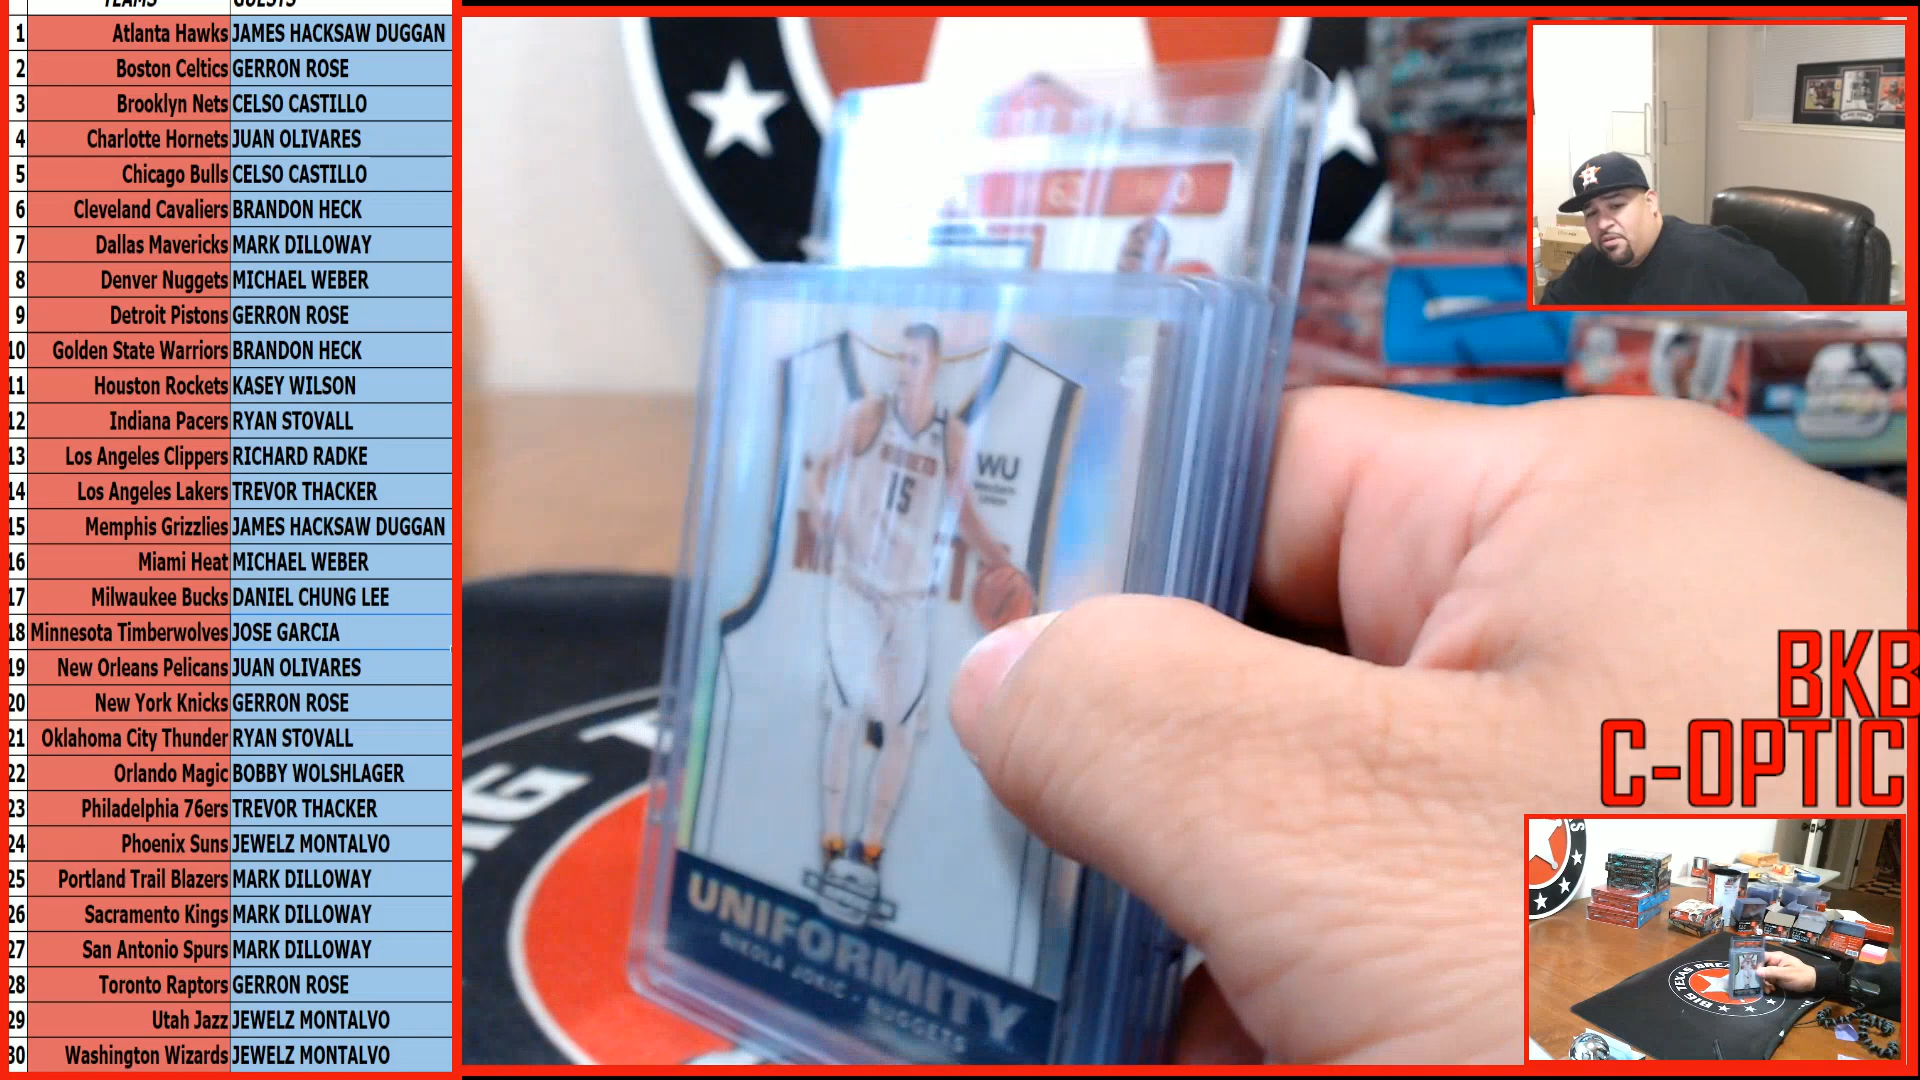 TEAMS GUESTS
1 Atlanta Hawks JAMES HACKSAW DUGGAN
2 Boston Celtics GERRON ROSE
3 Brooklyn Nets CELSO CASTILLO
4 Charlotte Hornets JUAN OLIVARES
5 Chicago Bulls CELSO CASTILLO
6 Cleveland Cavaliers BRANDON HECK
7 Dallas Mavericks MARK DILLOWAY
8 Denver Nuggets MICHAEL WEBER
9 Detroit Pistons GERRON ROSE
10 Golden State Warriors BRANDON HECK
11 Houston Rockets KASEY WILSON
12 Indiana Pacers RYAN STOVALL
13 Los Angeles Clippers RICHARD RADKE
14 Los Angeles Lakers TREVOR THACKER
15 Memphis Grizzlies JAMES HACKSAW DUGGAN
16 Miami Heat MICHAEL WEBER
17 Milwaukee Bucks DANIEL CHUNG LEE
18 Minnesota Timberwolves JOSE GARCIA
19 New Orleans Pelicans JUAN OLIVARES
20 New York Knicks GERRON ROSE
21 Oklahoma City Thunder RYAN STOVALL
22 Orlando Magic BOBBY WOLSHLAGER
23 Philadelphia 76ers TREVOR THACKER
24 Phoenix Suns JEWELZ MONTALVO
25 Portland Trail Blazers MARK DILLOWAY
26 Sacramento Kings MARK DILLOWAY
27 San Antonio Spurs MARK DILLOWAY
28 Toronto Raptors GERRON ROSE
29 Utah Jazz JEWELZ MONTALVO
30 Washington Wizards JEWELZ MONTALVO
WU
Western
Union
NUGGETS
15
UNIFORMITY
NIKOLA JOKIC • NUGGETS
BIG
BKB
C-OPTIC
BIG TEXAS BREA